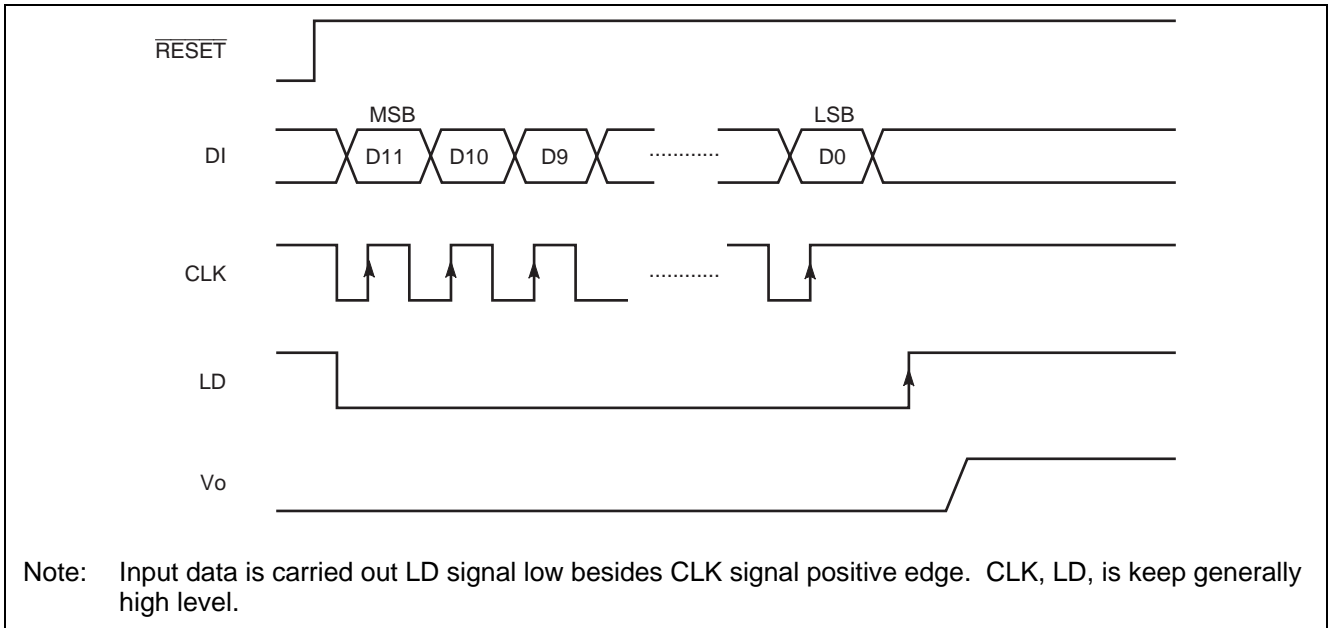 RESET
MSB
LSB
DI
D11
D10
D9
............
D0
CLK
............
LD
Vo
Note: Input data is carried out LD signal low besides CLK signal positive edge. CLK, LD, is keep generally
high level.